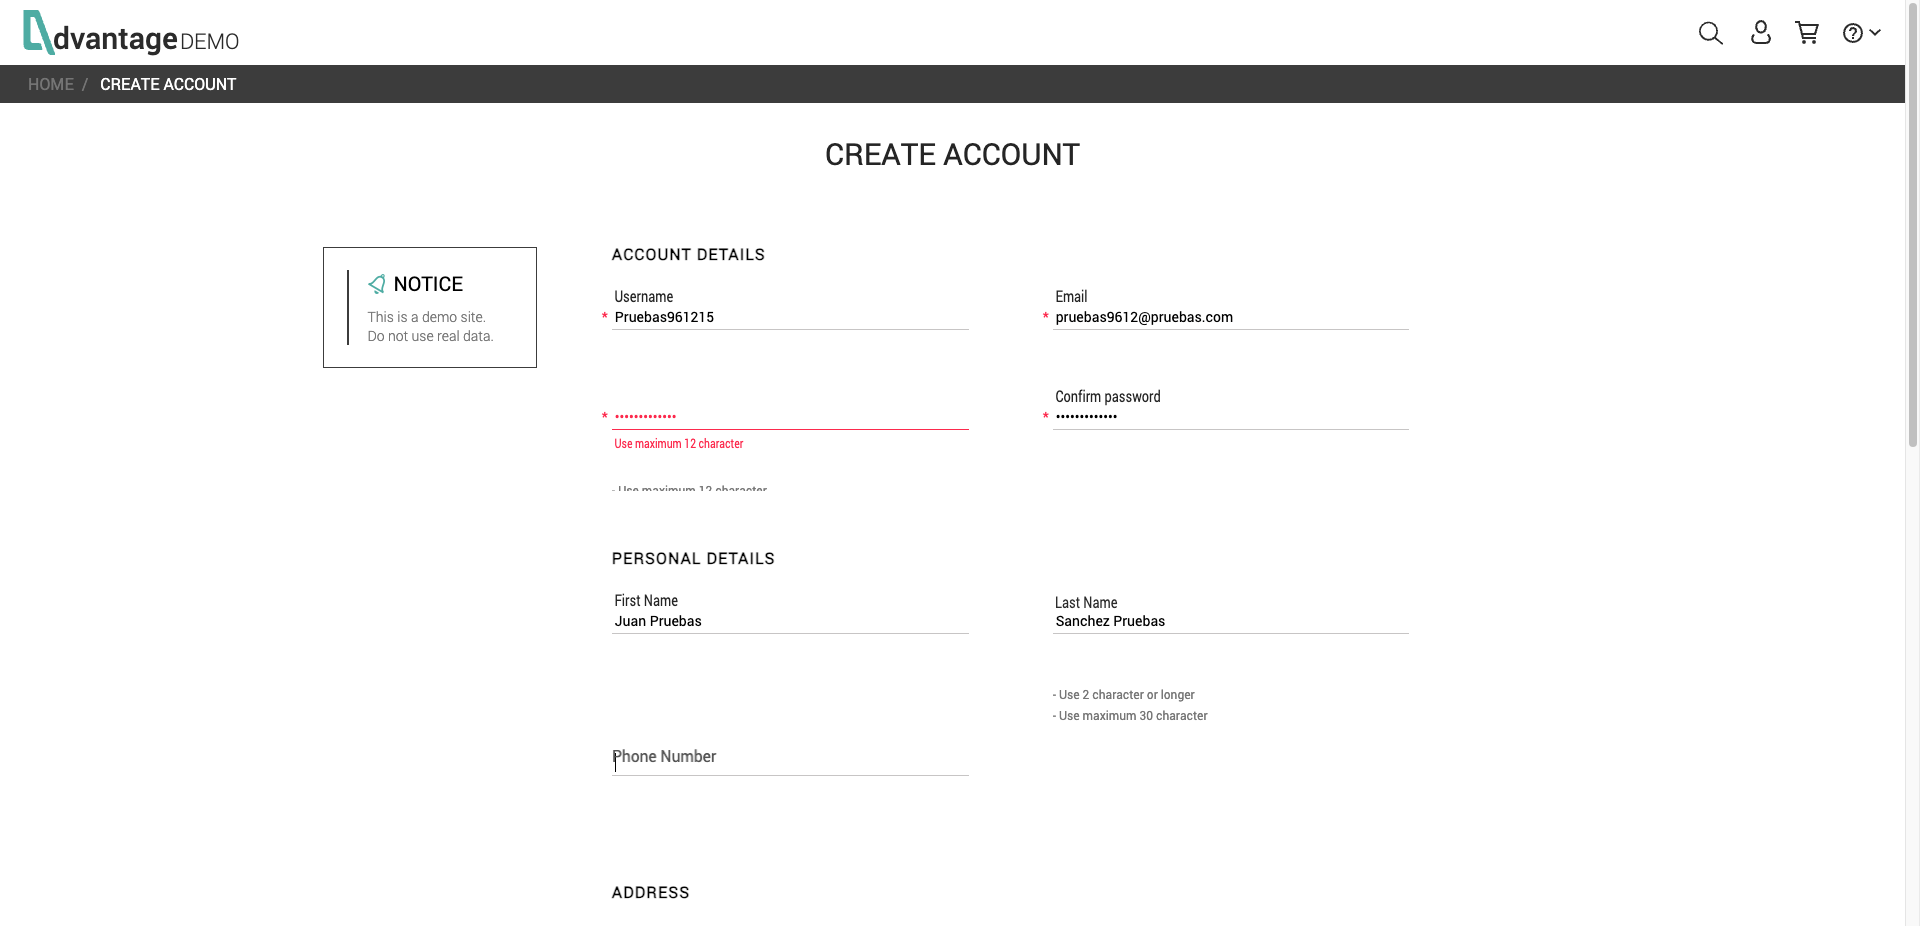 dvantage DEMO
HOME / CREATE ACCOUNT
CREATE ACCOUNT
NOTICE
This is a demo site.
Do not use real data.
ACCOUNT DETAILS
Username
* Pruebas961215
Email
* pruebas9612@pruebas.com
* •••••••••••••
Use maximum 12 character
- Use maximum 12 character
Confirm password
* •••••••••••••
PERSONAL DETAILS
First Name
Juan Pruebas
Last Name
Sanchez Pruebas
- Use 2 character or longer
- Use maximum 30 character
Phone Number
ADDRESS